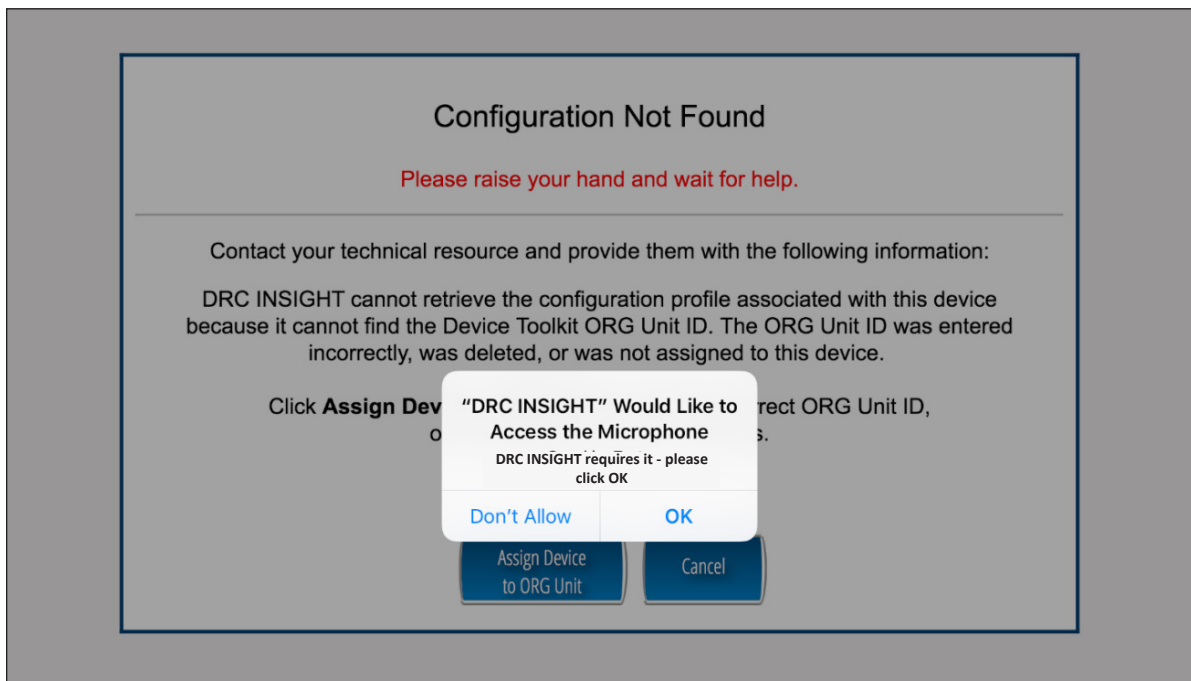 Configuration Not Found
Please raise your hand and wait for help.
Contact your technical resource and provide them with the following information:
DRC INSIGHT cannot retrieve the configuration profile associated with this device
because it cannot find the Device Toolkit ORG Unit ID. The ORG Unit ID was entered
incorrectly, was deleted, or was not assigned to this device.
Click Assign Dev
rrect ORG Unit ID,
“DRC INSIGHT” Would Like to
Access the Microphone
DRC INSIGHT requires it - please
click OK
Don’t Allow
OK
Assign Device
to ORG Unit
Cancel